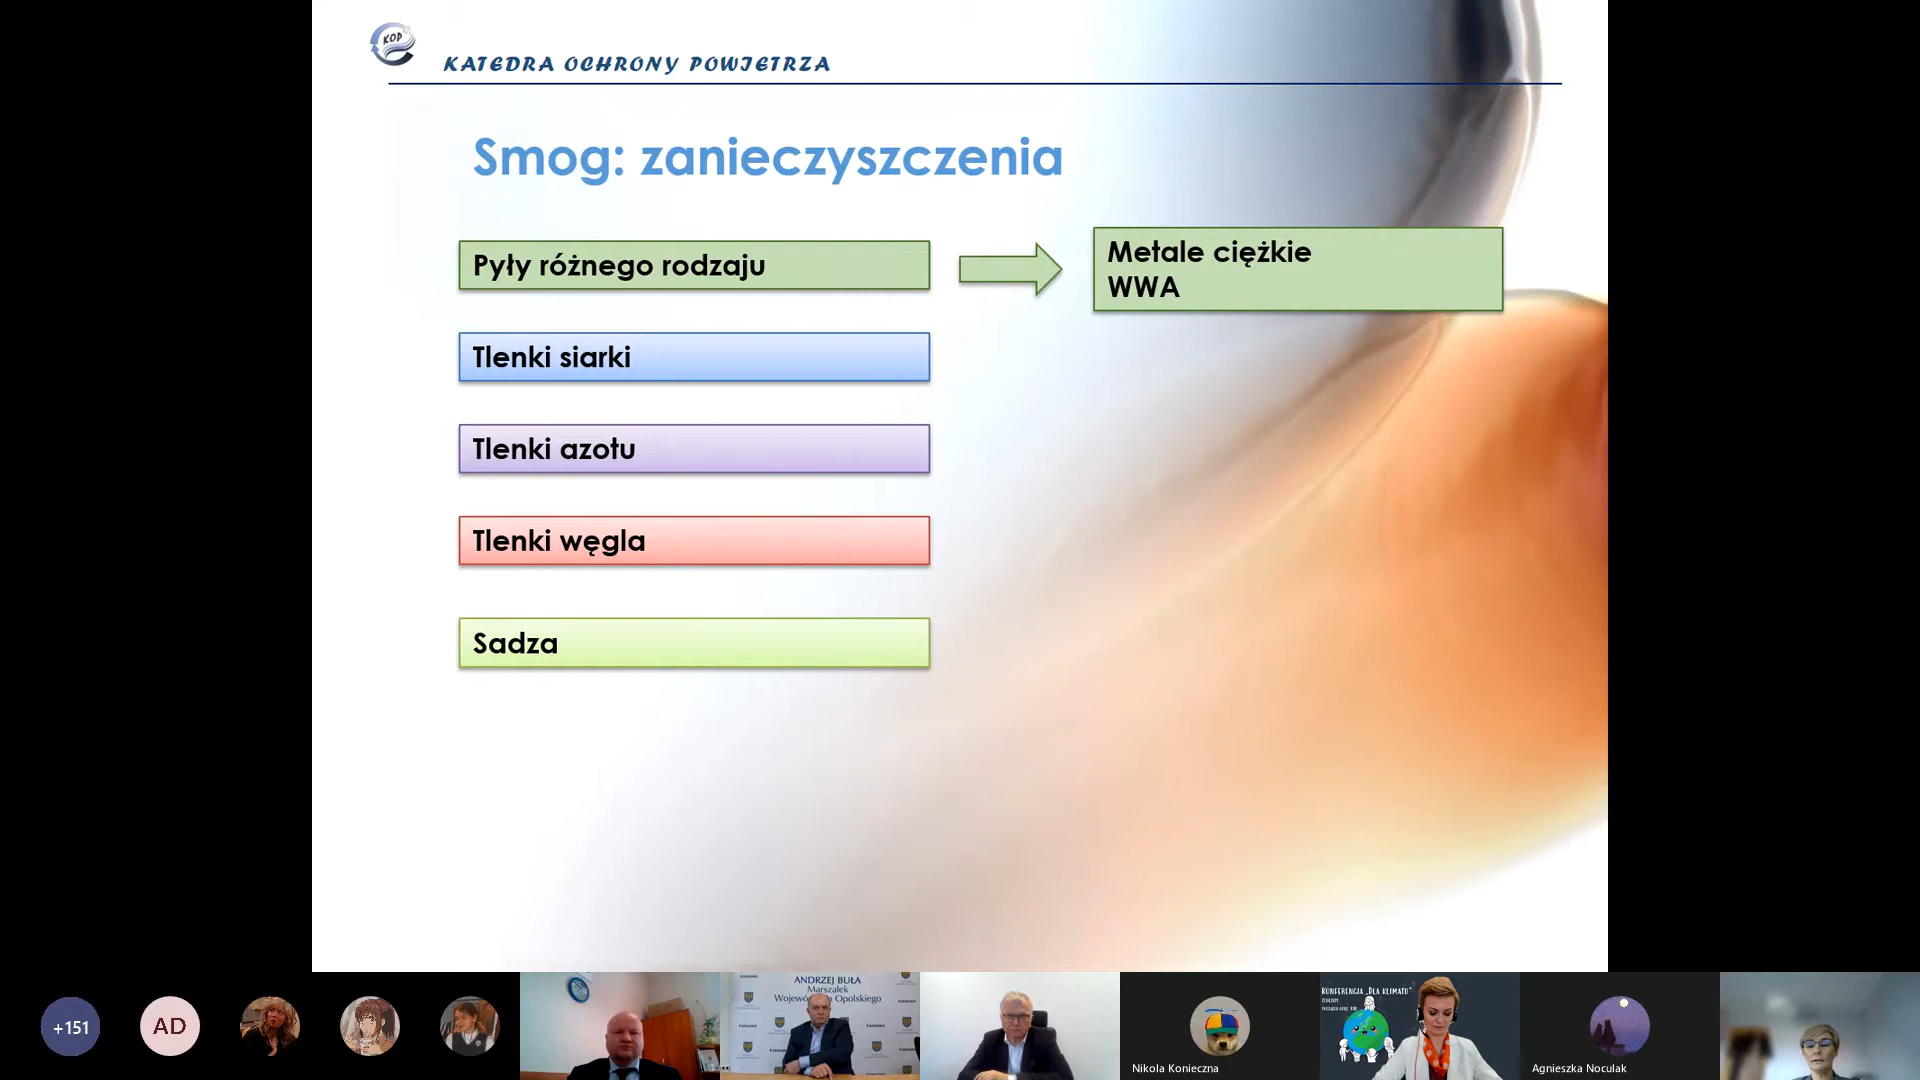 KOP
KATEDRA OCHRONY POWIETRZA
Smog: zanieczyszczenia
Pyły różnego rodzaju
Metale ciężkie
WWA
Tlenki siarki
Tlenki azotu
Tlenki węgla
Sadza
+151
AD
ANDRZEJ BUŁA
Marszałek
Województwa Opolskiego
Nikola Konieczna
KONFERENCJA „DLA KLIMATU”
Agnieszka Noculak